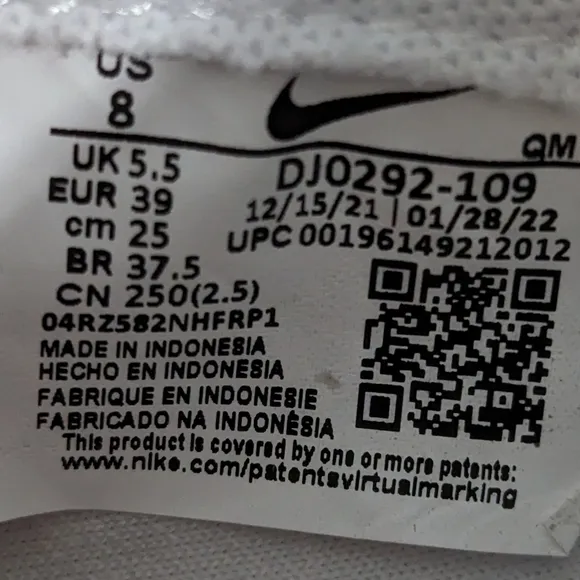 US
8
QM
UK 5.5
EUR 39
cm 25
BR 37.5
CN 250(2.5)
DJ0292-109
12/15/21 | 01/28/22
UPC 00196149212012
04RZ582NHFRP1
MADE IN INDONESIA
HECHO EN INDONESIA
FABRIQUE EN INDONESIE
FABRICADO NA INDONÉSIA
This product is covered by one or more patents:
www.nike.com/patentsvirtualmarking